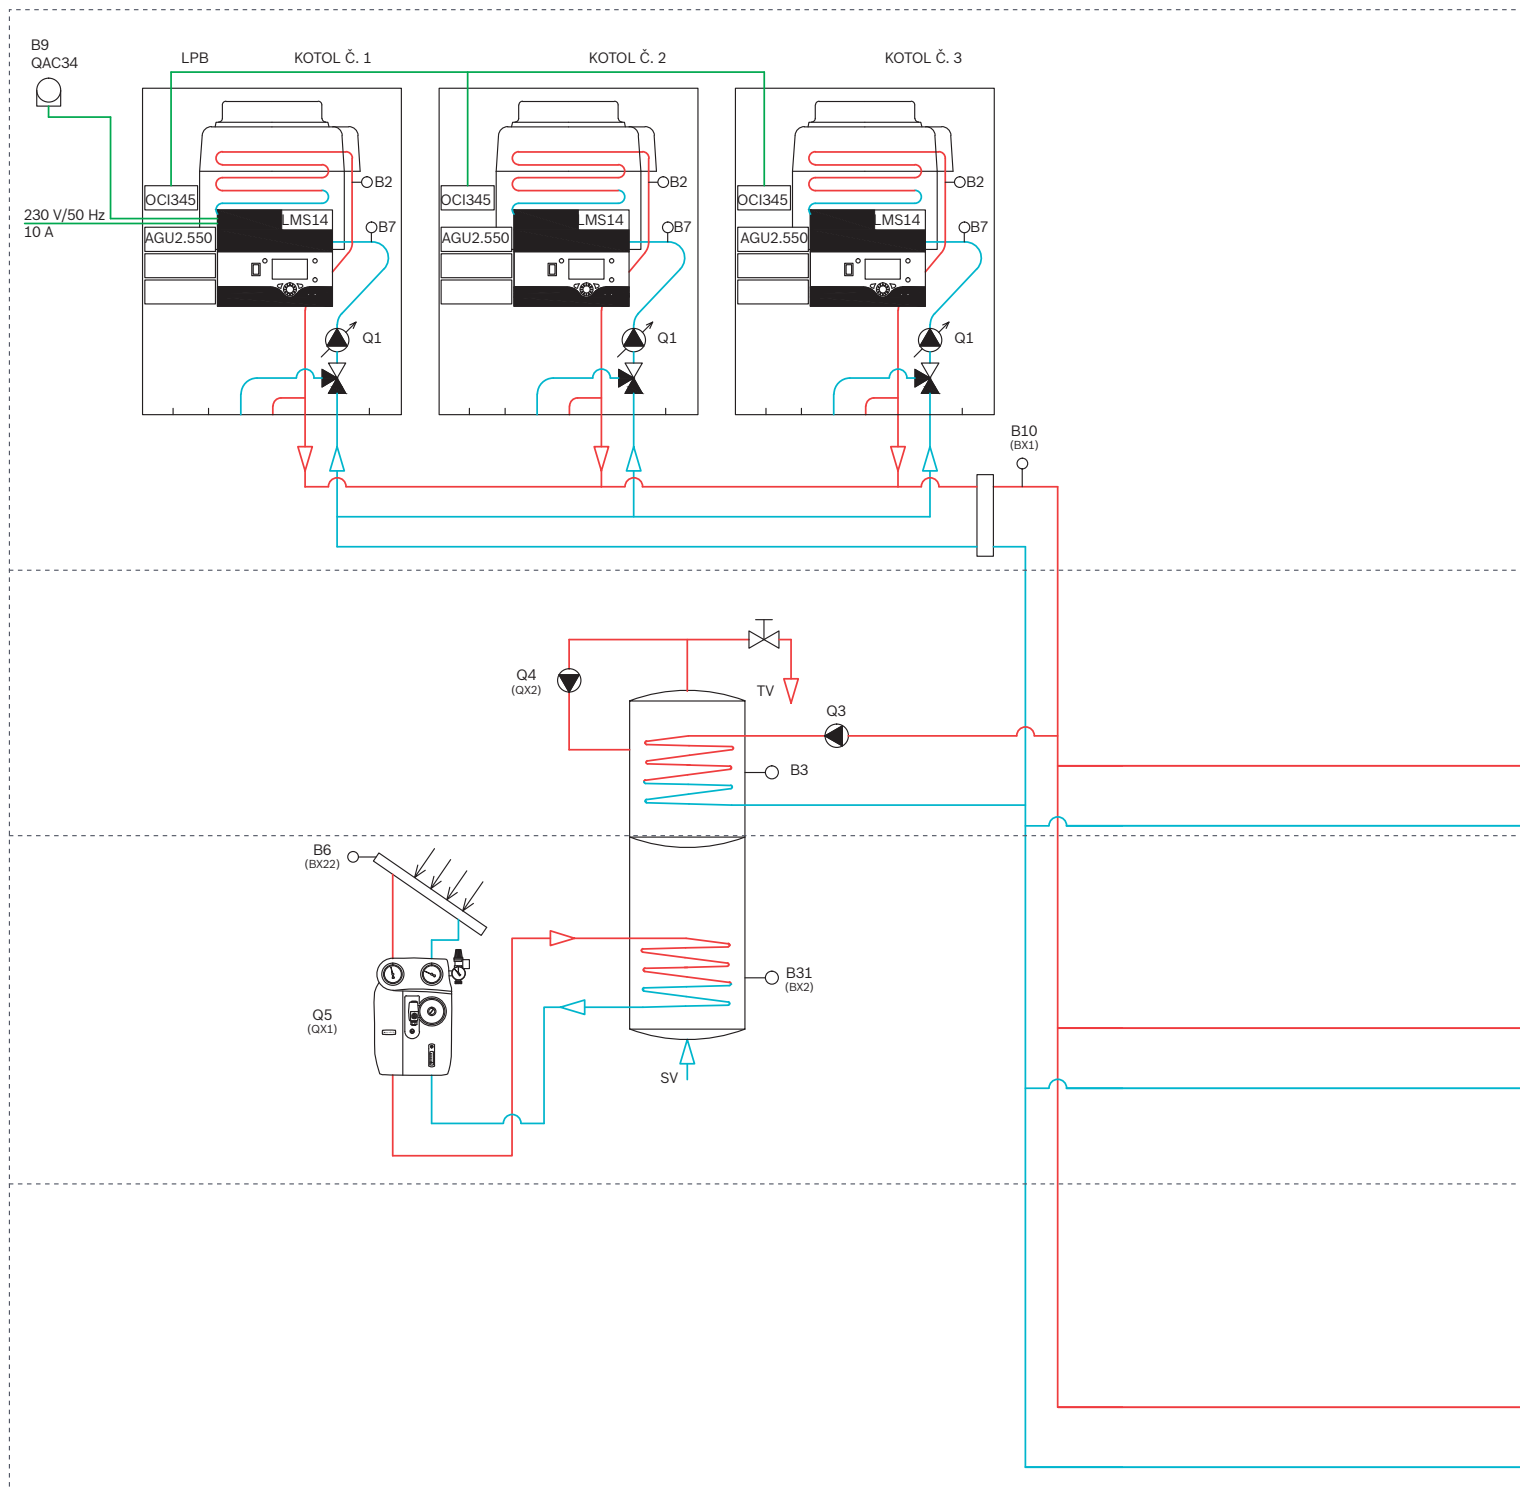 B9
QAC34
LPB
KOTOL Č. 1
KOTOL Č. 2
KOTOL Č. 3
B2
B2
B2
OCI345
OCI345
OCI345
230 V/50 Hz
10 A
LMS14
LMS14
LMS14
B7
B7
B7
AGU2.550
AGU2.550
AGU2.550
Q1
Q1
Q1
B10
(BX1)
Q4
(QX2)
TV
Q3
B3
B6
(BX22)
B31
(BX2)
Q5
(QX1)
SV